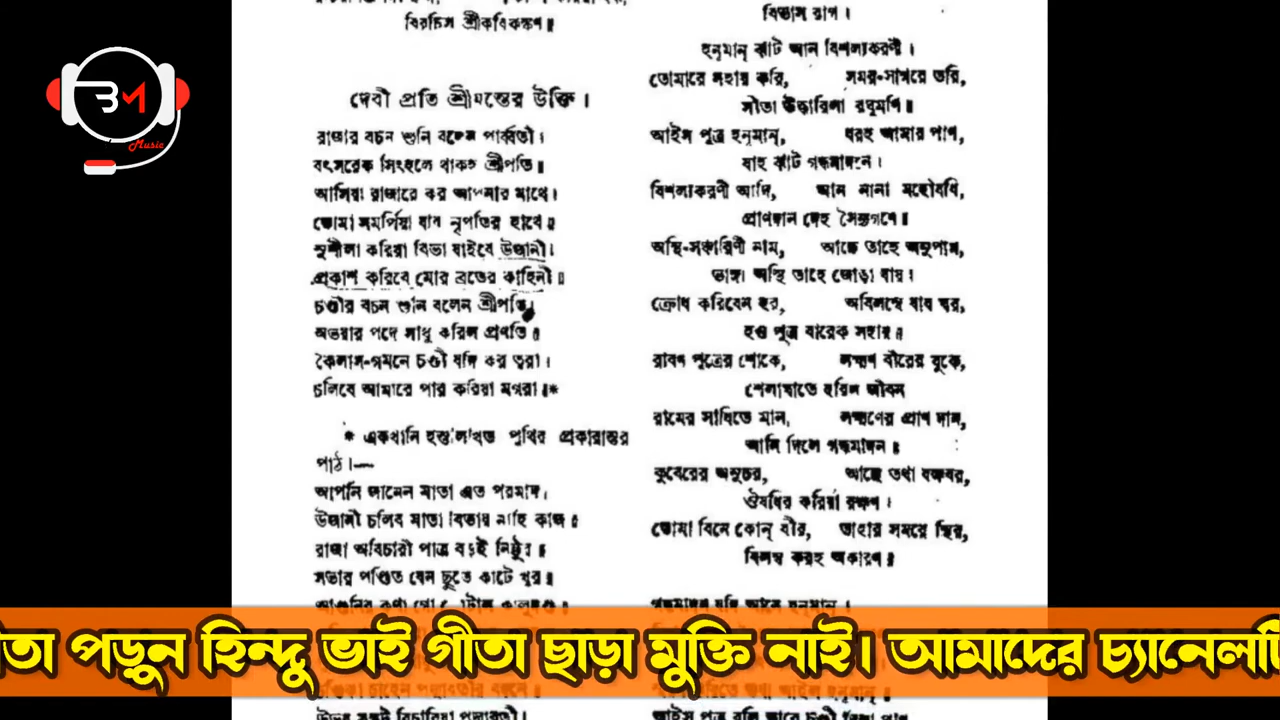 বিরচিল শ্রীকবিকঙ্কণ॥
দেবী প্রতি শ্রীমন্তের উক্তি।
রাজার বচন শুনি বলেন পার্ব্বতী।
বৎসরেক সিংহলে থাকহ শ্রীপতি॥
আসিয়া রাজারে কর আপনার সাথে।
তোমা সমর্পিয়া যাব নৃপতির হাতে॥
সুশীলা করিয়া বিভা যাইবে উজানী।
প্রকাশ করিবে মোর ব্রতের কাহিনী॥
চণ্ডীর বচন শুনি বলেন শ্রীপতি।
অভয়ার পদে সাধু করিল প্রণতি॥
কৈলাস-গমনে চণ্ডী যদি কর ত্বরা।
চলিবে আমারে পার করিয়া মগরা॥*
* একখানি হস্তলিখিত পুথির প্রকারান্তর
পাঠ।—
আপনি জানেন মাতা এত পরমাদ।
উজানী চলিব মাতা বিভায় নাহি কাজ॥
রাজা অবিচারী পাত্র বড়ই নিষ্ঠুর॥
সভার পণ্ডিত যেন ছুতে কাটে খুর॥
বিভাস রাগ।
হনূমান্ ঝাট আন বিশল্যকরণী।
তোমারে সহায় করি, সমর-সাগরে তরি,
সীতা উদ্ধারিলা রঘুমণি॥
আইস পুত্র হনূমান্, ধরহ আমার পাণ,
যাহ ঝাট গন্ধমাদনে।
বিশল্যকরণী আদি, আন নানা মহৌষধি,
প্রাণদান দেহ সৈন্যগণে॥
অস্থি-সঞ্চারিণী নাম, আছে তাহে অনুপাম,
ভাঙ্গা অস্থি তাহে জোড়া যায়।
ক্রোধ করিবেন হর, অবিলম্বে যাব ঘর,
হও পুত্র বারেক সহায়॥
রাবণ পুত্রের শোকে, লক্ষ্মণ বীরের বুকে,
শেলাঘাতে হরিল জীবন
রামের সাধিতে মান, লক্ষ্মণের প্রাণ দান,
আনি দিলে গন্ধমাদন॥
কুবেরের অনুচর, আছে তথা যক্ষবর,
ঔষধির করিয়া রক্ষণ।
তোমা বিনে কোন্ বীর, তাহার সমরে স্থির,
বিলম্ব করহ অকারণ॥
গীতা পড়ুন হিন্দু ভাই গীতা ছাড়া মুক্তি নাই। আমাদের চ্যানেলটি
BM
Music